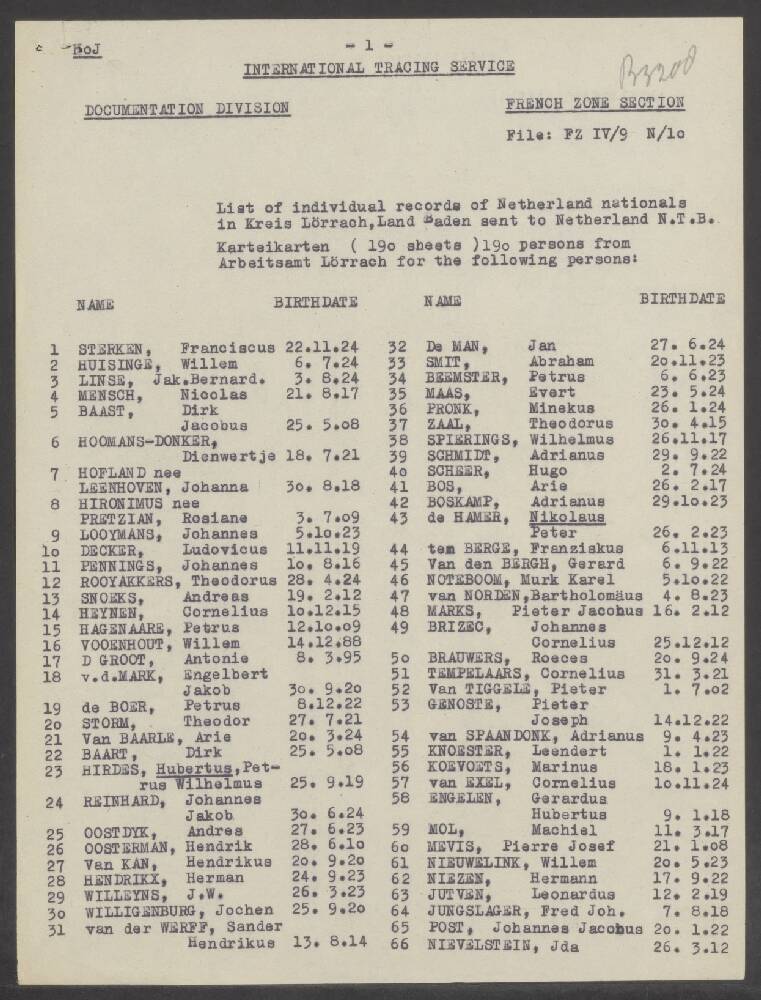 BoJ
- 1 -
INTERNATIONAL TRACING SERVICE
B3208
DOCUMENTATION DIVISION
FRENCH ZONE SECTION
File: FZ IV/9 N/1o
List of individual records of Netherland nationals
in Kreis Lörrach,Land Baden sent to Netherland N.T.B.
Karteikarten ( 19o sheets )19o persons from
Arbeitsamt Lörrach for the following persons:
NAME BIRTHDATE
1 STERKEN, Franciscus 22.11.24
2 HUISINGE, Willem 6. 7.24
3 LINSE, Jak.Bernard. 3. 8.24
4 MENSCH, Nicolas 21. 8.17
5 BAAST, Dirk
Jacobus 25. 5.o8
6 HOOMANS-DONKER,
Dienwertje 18. 7.21
7 HOFLAND nee
LEENHOVEN, Johanna 3o. 8.18
8 HIRONIMUS nee
PRETZIAN, Rosiane 3. 7.o9
9 LOOYMANS, Johannes 5.1o.23
1o DECKER, Ludovicus 11.11.19
11 PENNINGS, Johannes 1o. 8.16
12 ROOYAKKERS, Theodorus 28. 4.24
13 SNOEKS, Andreas 19. 2.12
14 HEYNEN, Cornelius 1o.12.15
15 HAGENAARE, Petrus 12.1o.o9
16 VOOENHOUT, Willem 14.12.88
17 D GROOT, Antonie 8. 3.95
18 v.d.MARK, Engelbert
Jakob 3o. 9.2o
19 de BOER, Petrus 8.12.22
2o STORM, Theodor 27. 7.21
21 Van BAARLE, Arie 2o. 3.24
22 BAART, Dirk 25. 5.o8
23 HIRDES, Hubertus,Pet-
rus Wilhelmus 25. 9.19
24 REINHARD, Johannes
Jakob 3o. 6.24
25 OOSTDYK, Andres 27. 6.23
26 OOSTERMAN, Hendrik 28. 6.1o
27 Van KAN, Hendrikus 2o. 9.2o
28 HENDRIKX, Herman 24. 9.23
29 WILLEYNS, J.W. 26. 3.23
3o WILLIGENBURG, Jochen 25. 9.2o
31 van der WERFF, Sander
Hendrikus 13. 8.14
NAME BIRTHDATE
32 De MAN, Jan 27. 6.24
33 SMIT, Abraham 2o.11.23
34 BEEMSTER, Petrus 6. 6.23
35 MAAS, Evert 23. 5.24
36 PRONK, Minekus 26. 1.24
37 ZAAL, Theodorus 3o. 4.15
38 SPIERINGS, Wilhelmus 26.11.17
39 SCHMIDT, Adrianus 29. 9.22
4o SCHEER, Hugo 2. 7.24
41 BOS, Arie 26. 2.17
42 BOSKAMP, Adrianus 29.1o.23
43 de HAMER, Nikolaus
Peter 26. 2.23
44 tem BERGE, Franziskus 6.11.13
45 Van den BERGH, Gerard 6. 9.22
46 NOTEBOOM, Murk Karel 5.1o.22
47 van NORDEN,Bartholomäus 4. 8.23
48 MARKS, Pieter Jacobus 16. 2.12
49 BRIZEC, Johannes
Cornelius 25.12.12
5o BRAUWERS, Roeces 2o. 9.24
51 TEMPELAARS, Cornelius 31. 3.21
52 Van TIGGELE, Pieter 1. 7.o2
53 GENOSTE, Pieter
Joseph 14.12.22
54 van SPAANDONK, Adrianus 9. 4.23
55 KNOESTER, Leendert 1. 1.22
56 KOEVOETS, Marinus 18. 1.23
57 van EXEL, Cornelius 1o.11.24
58 ENGELEN, Gerardus
Hubertus 9. 1.18
59 MOL, Machiel 11. 3.17
6o MEVIS, Pierre Josef 21. 1.o8
61 NIEUWELINK, Willem 2o. 5.23
62 NIEZEN, Hermann 17. 9.22
63 JUTVEN, Leonardus 12. 2.19
64 JUNGSLAGER, Fred Joh. 7. 8.18
65 POST, Johannes Jacobus 2o. 1.22
66 NIEVELSTEIN, Jda 26. 3.12